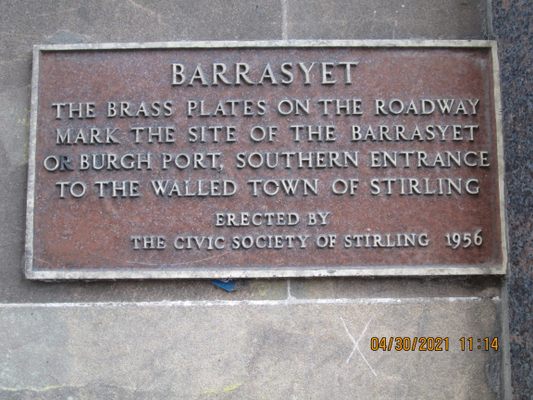 BARRASYET
THE BRASS PLATES ON THE ROADWAY
MARK THE SITE OF THE BARRASYET
OR BURGH PORT, SOUTHERN ENTRANCE
TO THE WALLED TOWN OF STIRLING
ERECTED BY
THE CIVIC SOCIETY OF STIRLING 1956
04/30/2021 11:14